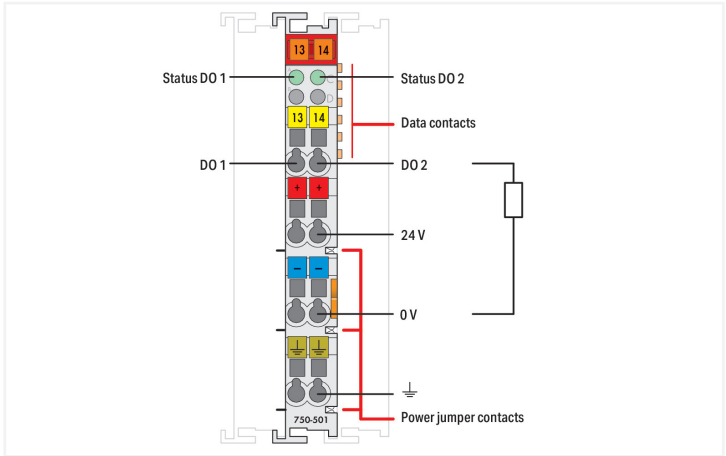 13 14
Status DO 1
Status DO 2
C
D
13 14
Data contacts
DO 1
DO 2
+ +
24 V
− −
0 V
750-501
Power jumper contacts